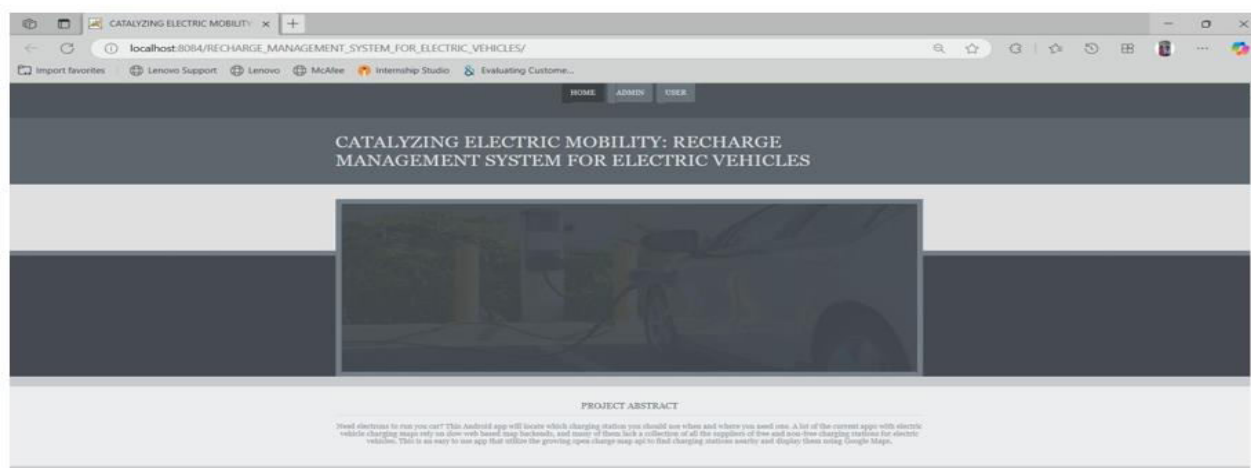 CATALYZING ELECTRIC MOBILITY
localhost:8084/RECHARGE_MANAGEMENT_SYSTEM_FOR_ELECTRIC_VEHICLES/
Import favorites Lenovo Support Lenovo McAfee Internship Studio Evaluating Custome...
HOME ADMIN USER
CATALYZING ELECTRIC MOBILITY: RECHARGE
MANAGEMENT SYSTEM FOR ELECTRIC VEHICLES
PROJECT ABSTRACT
Need electrons to run you car? This Android app will locate which charging station you should use when and where you need one. A lot of the current apps with electric
vehicle charging maps rely on slow web based map backends, and many of them lack a collection of all the suppliers of free and non-free charging stations for electric
vehicles. This is an easy to use app that utilize the growing open charge map api to find charging stations nearby and display them using Google Maps.